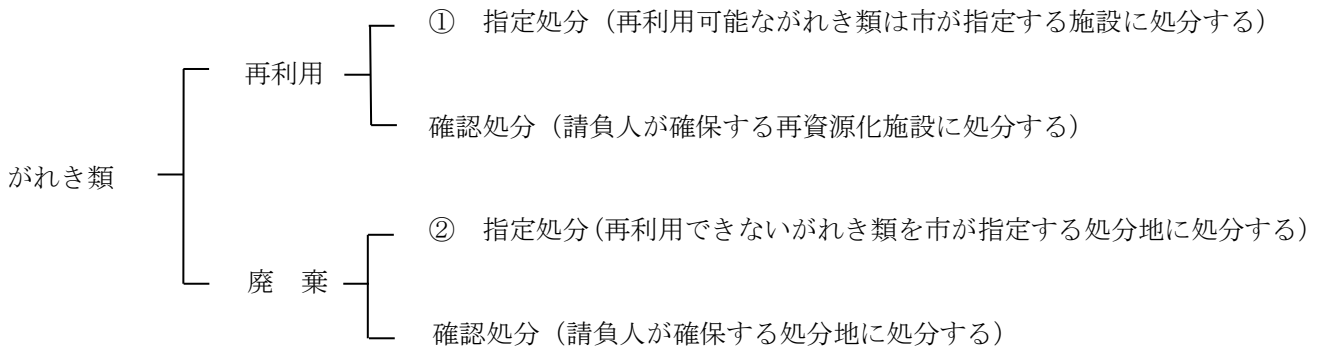 ① 指定処分（再利用可能ながれき類は市が指定する施設に処分する）
再利用
確認処分（請負人が確保する再資源化施設に処分する）
がれき類
② 指定処分（再利用できないがれき類を市が指定する処分地に処分する）
廃　棄
確認処分（請負人が確保する処分地に処分する）